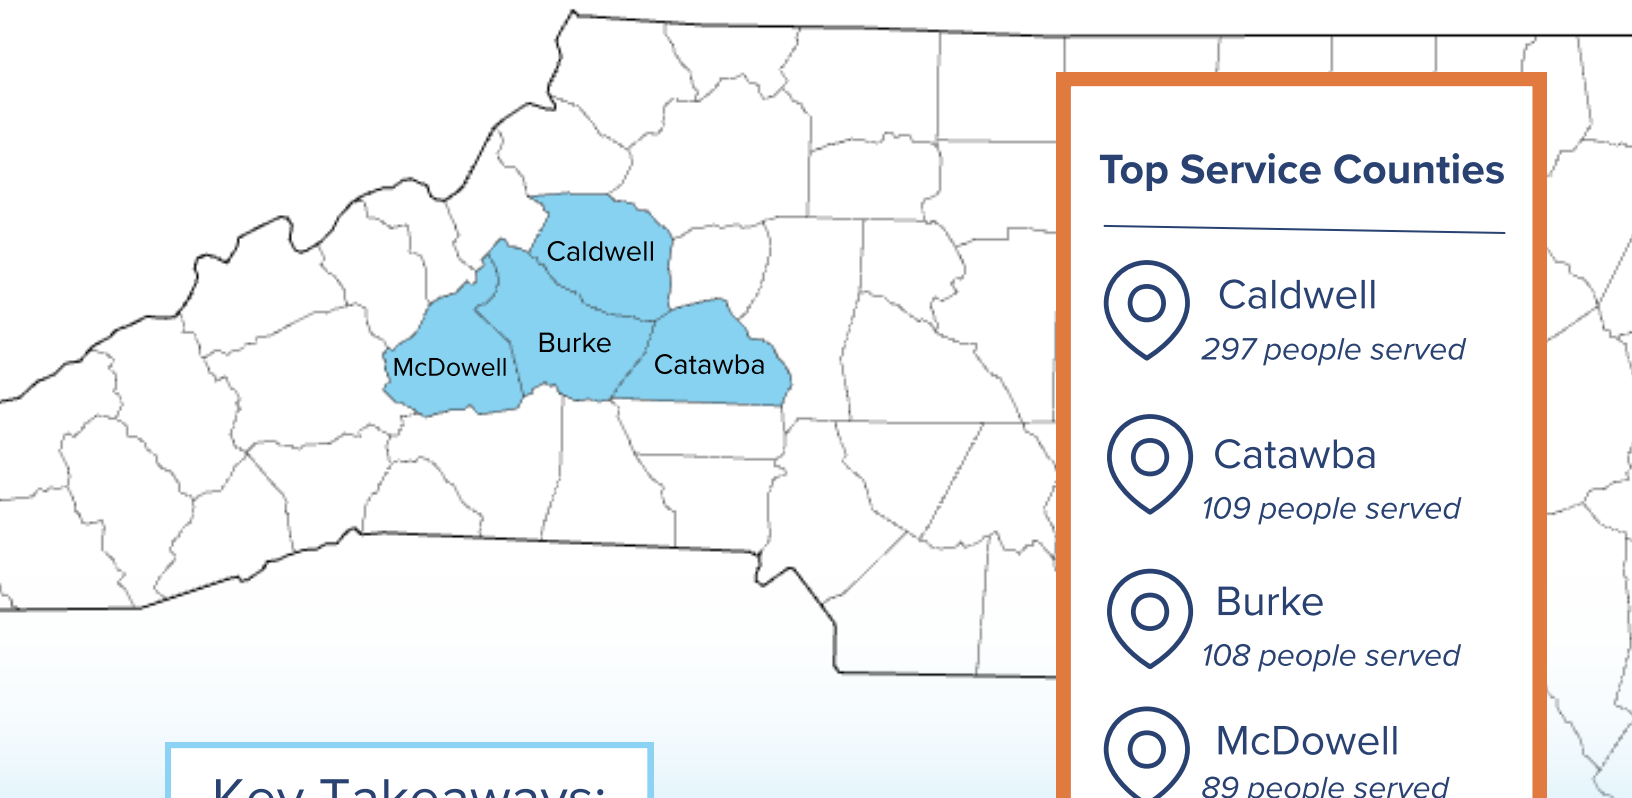 Caldwell
Burke
McDowell
Catawba
Top Service Counties
Caldwell
297 people served
Catawba
109 people served
Burke
108 people served
McDowell
89 people served
Key Takeaways: